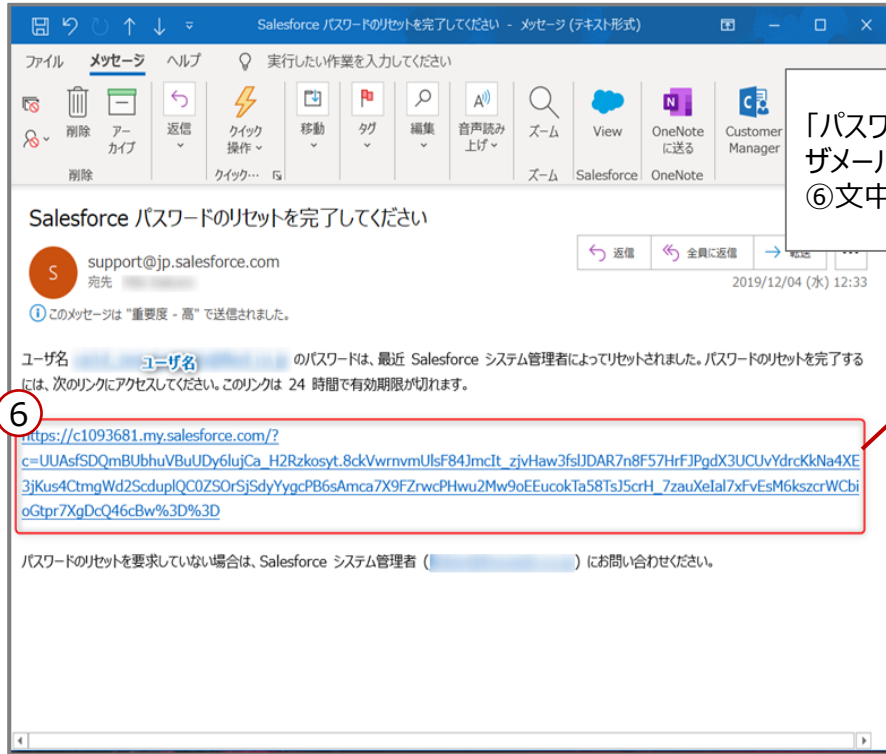 Salesforce パスワードのリセットを完了してください - メッセージ (テキスト形式)
ファイル メッセージ ヘルプ 実行したい作業を入力してください
削除 アーカイブ 返信 クイック操作 移動 タグ 編集 音声読み上げ ズーム View OneNoteに送る Customer Manager
削除 クイック… ズーム Salesforce OneNote
「パスワ
ザメール
⑥文中
Salesforce パスワードのリセットを完了してください
S
support@jp.salesforce.com
宛先
返信 全員に返信 転送 …
2019/12/04 (水) 12:33
このメッセージは "重要度 - 高" で送信されました。
ユーザ名 ユーザ名 のパスワードは、最近 Salesforce システム管理者によってリセットされました。パスワードのリセットを完了する
には、次のリンクにアクセスしてください。このリンクは 24 時間で有効期限が切れます。
6
https://c1093681.my.salesforce.com/?
c=UUAsfSDQmBUbhuVBuUDy6lujCa_H2Rzkosyt.8ckVwrnvmUlsF84JmcIt_zjvHaw3fslJDAR7n8F57HrFJPgdX3UCUvYdrcKkNa4XE
3jKus4CtmgWd2ScduplQC0ZSOrSjSdyYygcPB6sAmca7X9FZrwcPHwu2Mw9oEEucokTa58TsJ5crH_7zauXeIal7xFvEsM6kszcrWCbi
oGtpr7XgDcQ46cBw%3D%3D
パスワードのリセットを要求していない場合は、Salesforce システム管理者 ( ) にお問い合わせください。